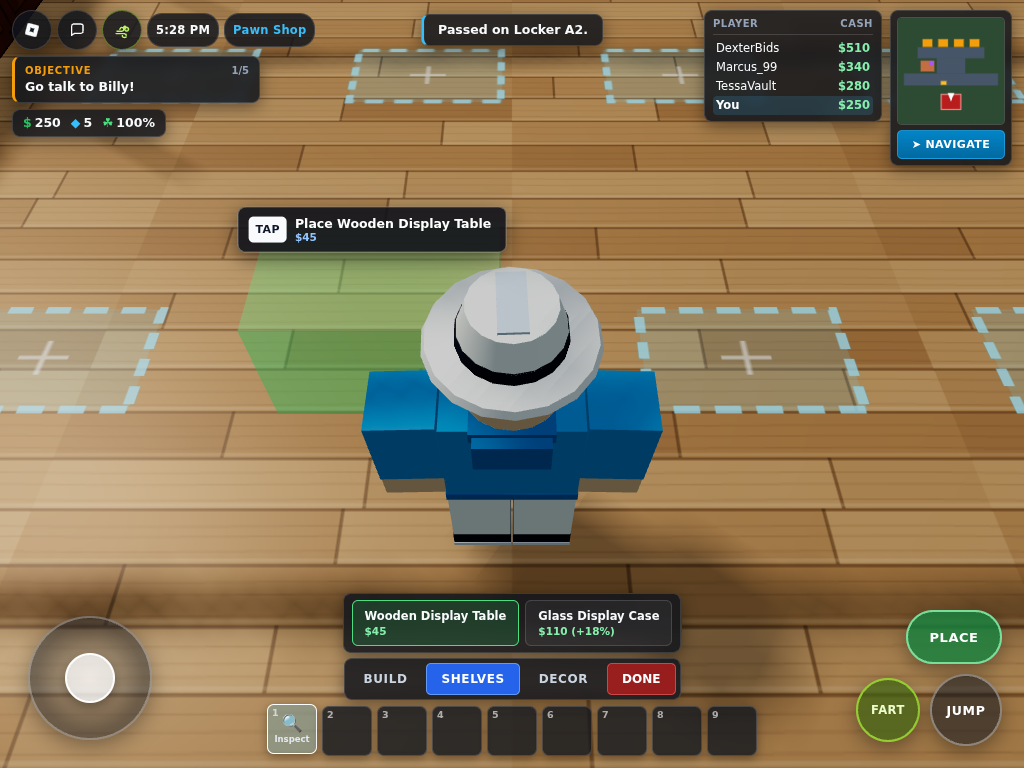 5:28 PM
Pawn Shop
Passed on Locker A2.
OBJECTIVE 1/5
Go talk to Billy!
$ 250 5 100%
PLAYER CASH
DexterBids $510
Marcus_99 $340
TessaVault $280
You $250
NAVIGATE
TAP
Place Wooden Display Table
$45
Wooden Display Table
$45
Glass Display Case
$110 (+18%)
BUILD SHELVES DECOR DONE
1 2 3 4 5 6 7 8 9
Inspect
PLACE
FART
JUMP